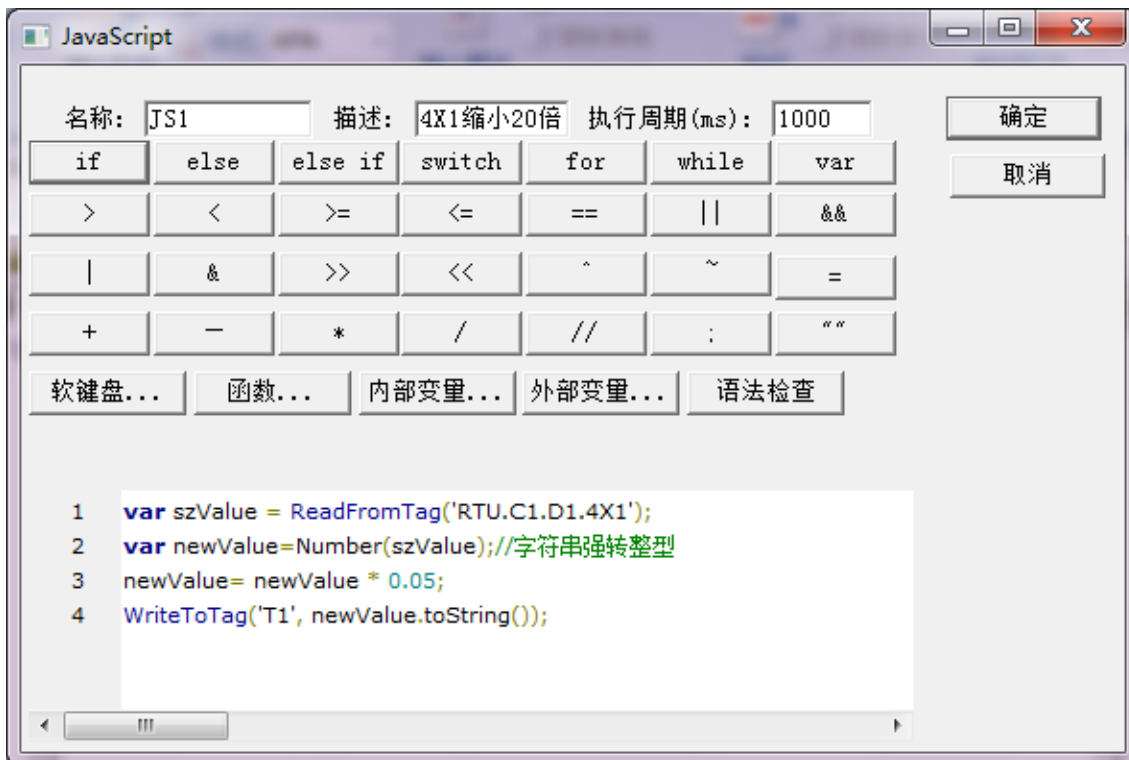 JavaScript
名称: JS1 描述: 4X1缩小20倍 执行周期(ms): 1000 确定
if else else if switch for while var 取消
> < >= <= == || &&
| & >> << ^ ~ =
+ — * / // ; ""
软键盘... 函数... 内部变量... 外部变量... 语法检查
1 var szValue = ReadFromTag('RTU.C1.D1.4X1');
2 var newValue=Number(szValue);//字符串强转整型
3 newValue= newValue * 0.05;
4 WriteToTag('T1', newValue.toString());